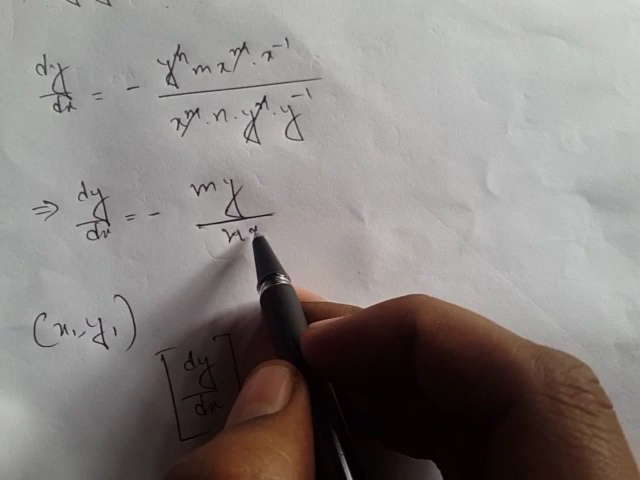 dy/dx = - yⁿ m xᵐ · x⁻¹ / xᵐ · n · yⁿ · y⁻¹
⇒ dy/dx = - my / nx
(x₁, y₁)
[dy/dx]